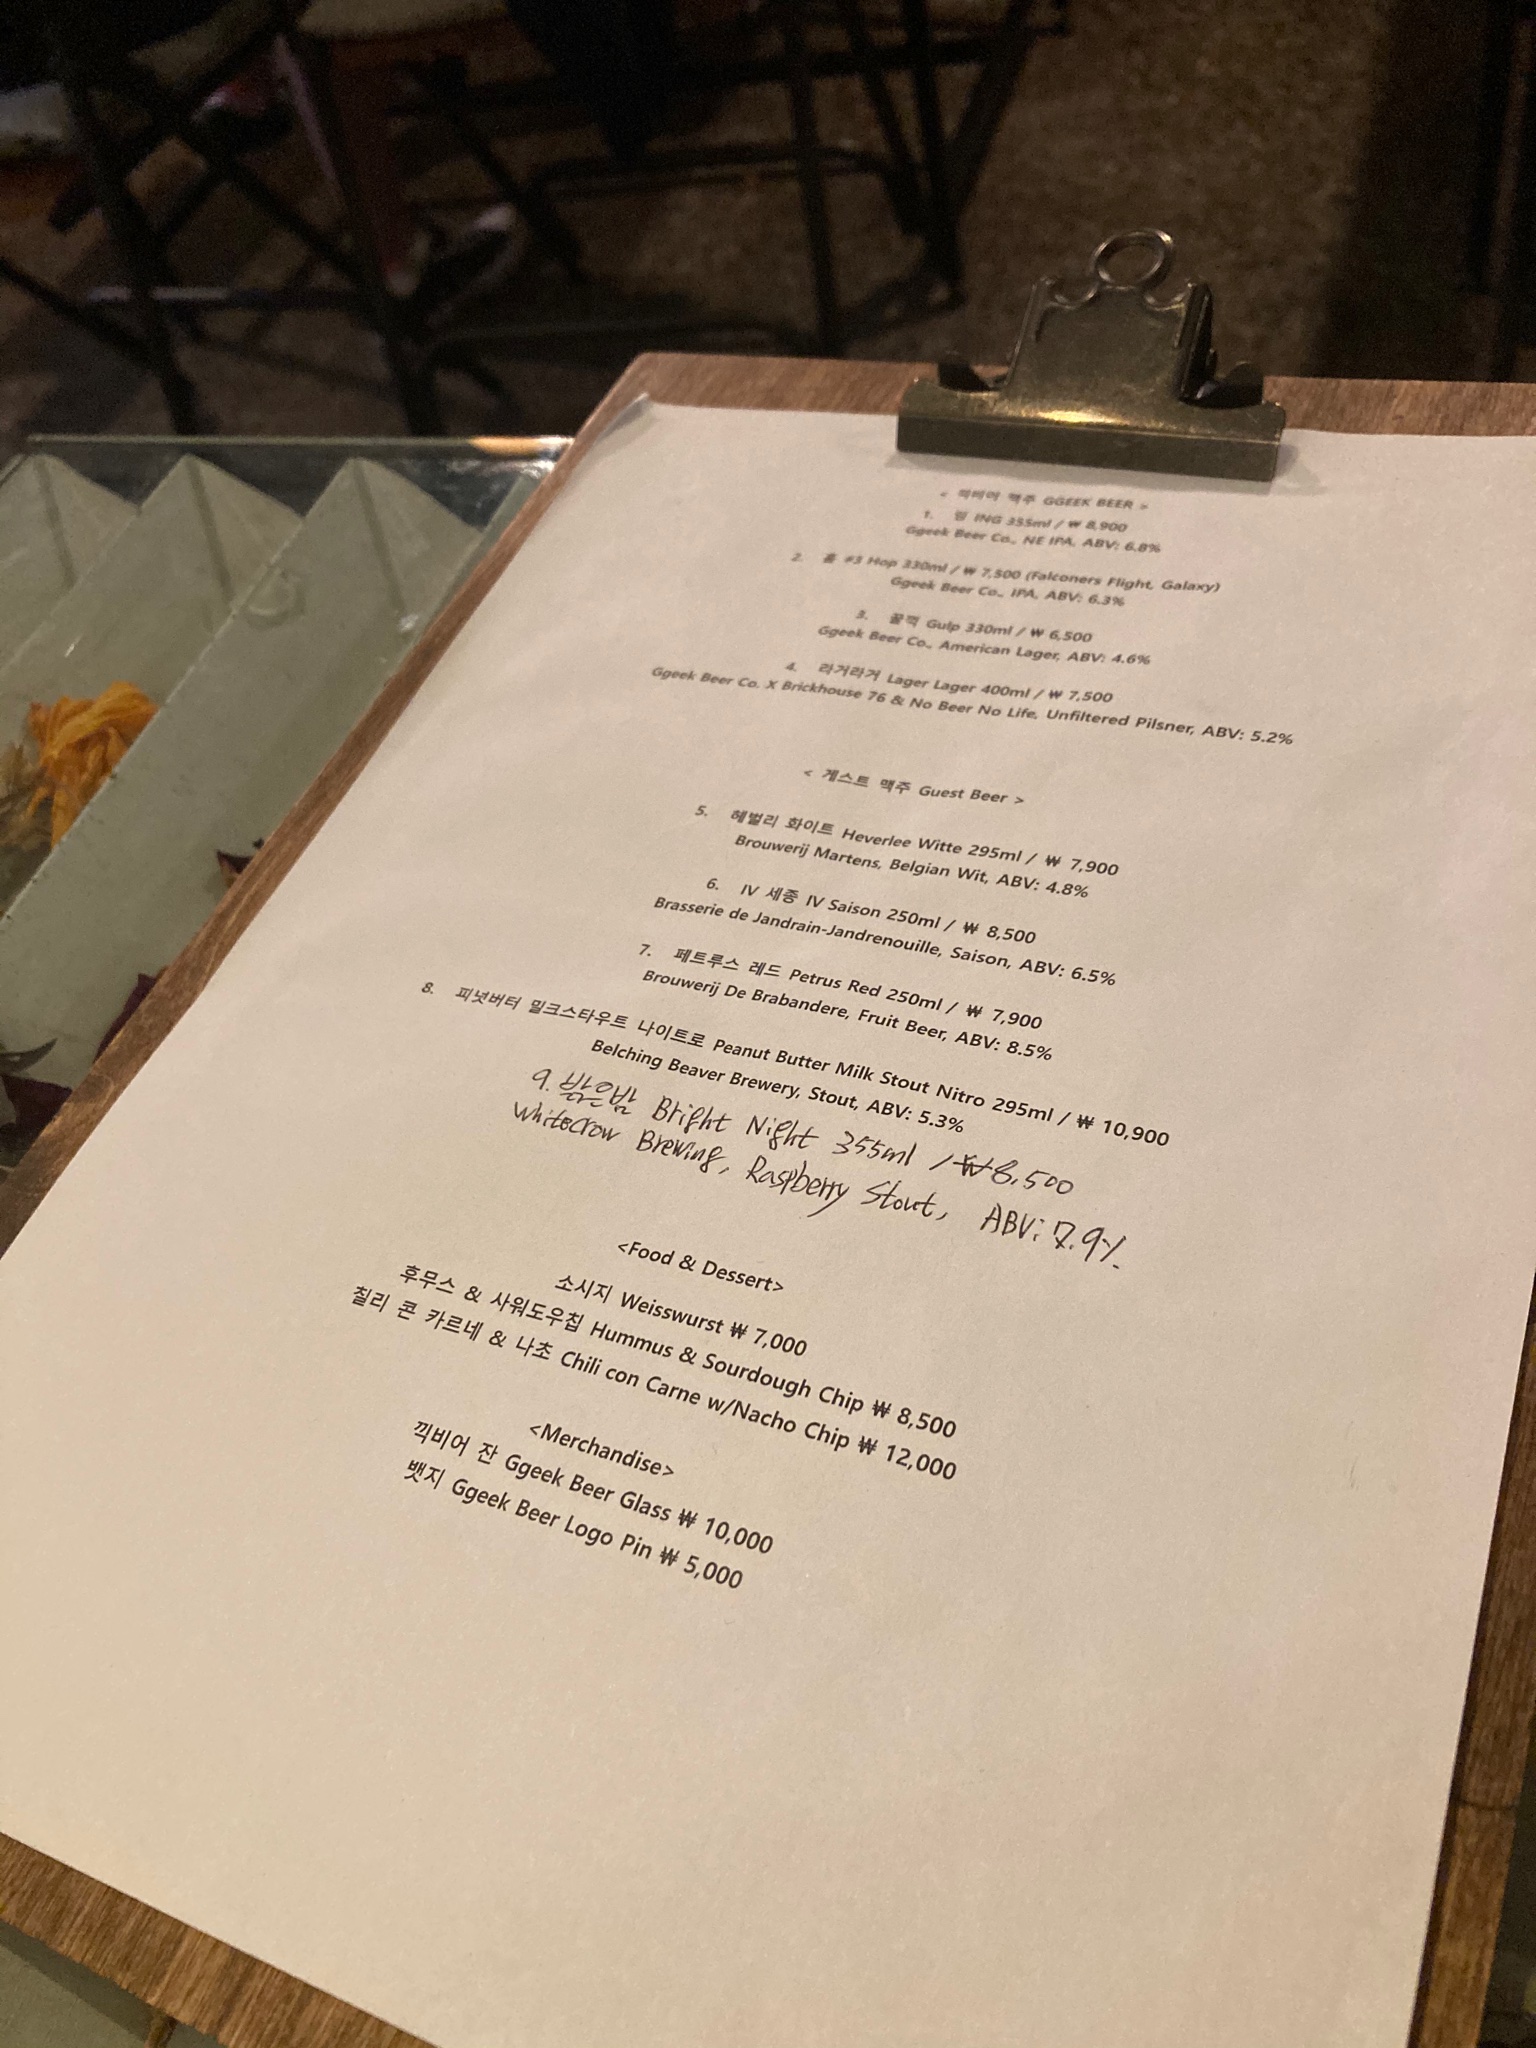 < 끽비어 맥주 GGEEK BEER >
1. 잉 ING 355ml / ₩ 8,900
Ggeek Beer Co., NE IPA, ABV: 6.8%
2. 홉 #3 Hop 330ml / ₩ 7,500 (Falconers Flight, Galaxy)
Ggeek Beer Co., IPA, ABV: 6.3%
3. 꿀꺽 Gulp 330ml / ₩ 6,500
Ggeek Beer Co., American Lager, ABV: 4.6%
4. 라거라거 Lager Lager 400ml / ₩ 7,500
Ggeek Beer Co. X Brickhouse 76 & No Beer No Life, Unfiltered Pilsner, ABV: 5.2%
< 게스트 맥주 Guest Beer >
5. 헤벌리 화이트 Heverlee Witte 295ml / ₩ 7,900
Brouwerij Martens, Belgian Wit, ABV: 4.8%
6. IV 세종 IV Saison 250ml / ₩ 8,500
Brasserie de Jandrain-Jandrenouille, Saison, ABV: 6.5%
7. 페트루스 레드 Petrus Red 250ml / ₩ 7,900
Brouwerij De Brabandere, Fruit Beer, ABV: 8.5%
8. 피넛버터 밀크스타우트 나이트로 Peanut Butter Milk Stout Nitro 295ml / ₩ 10,900
Belching Beaver Brewery, Stout, ABV: 5.3%
9. 밝은밤 Bright Night 355ml / ₩8,500
Whitecrow Brewing, Raspberry Stout, ABV: 7.9%
<Food & Dessert>
소시지 Weisswurst ₩ 7,000
후무스 & 사워도우칩 Hummus & Sourdough Chip ₩ 8,500
칠리 콘 카르네 & 나초 Chili con Carne w/Nacho Chip ₩ 12,000
<Merchandise>
끽비어 잔 Ggeek Beer Glass ₩ 10,000
뱃지 Ggeek Beer Logo Pin ₩ 5,000